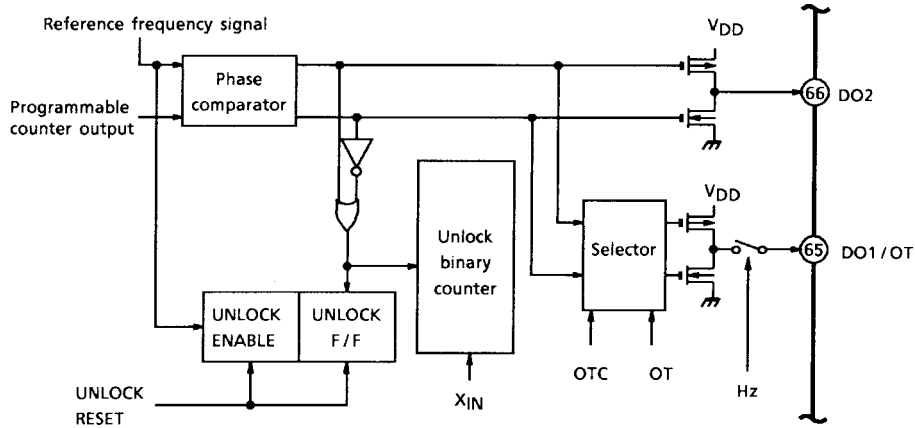 Reference frequency signal
Phase
comparator
Programmable
counter output
VDD
66
DO2
VDD
Selector
65
DO1/OT
Unlock
binary
counter
UNLOCK
ENABLE
UNLOCK
F/F
OTC
OT
Hz
XIN
UNLOCK
RESET